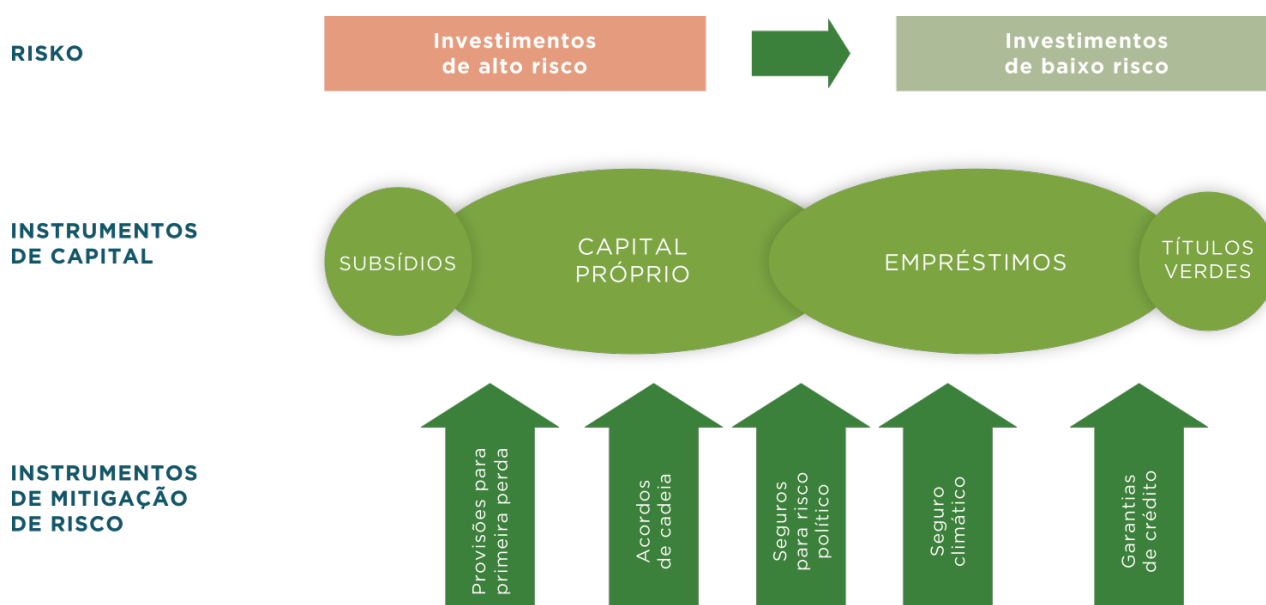 RISKO
Investimentos
de alto risco
Investimentos
de baixo risco
INSTRUMENTOS
DE CAPITAL
SUBSÍDIOS
CAPITAL
PRÓPRIO
EMPRÉSTIMOS
TÍTULOS
VERDES
INSTRUMENTOS
DE MITIGAÇÃO
DE RISCO
Provisões para
primeira perda
Acordos
de cadeia
Seguros
para risco
político
Seguro
climático
Garantias
de crédito